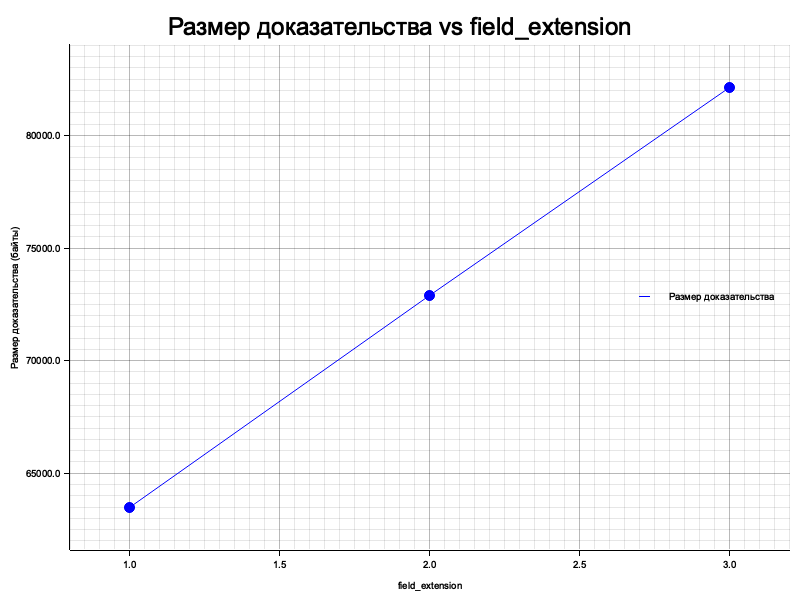 Размер доказательства vs field_extension
80000.0
75000.0
70000.0
65000.0
Размер доказательства (байты)
Размер доказательства
1.0
1.5
2.0
2.5
3.0
field_extension